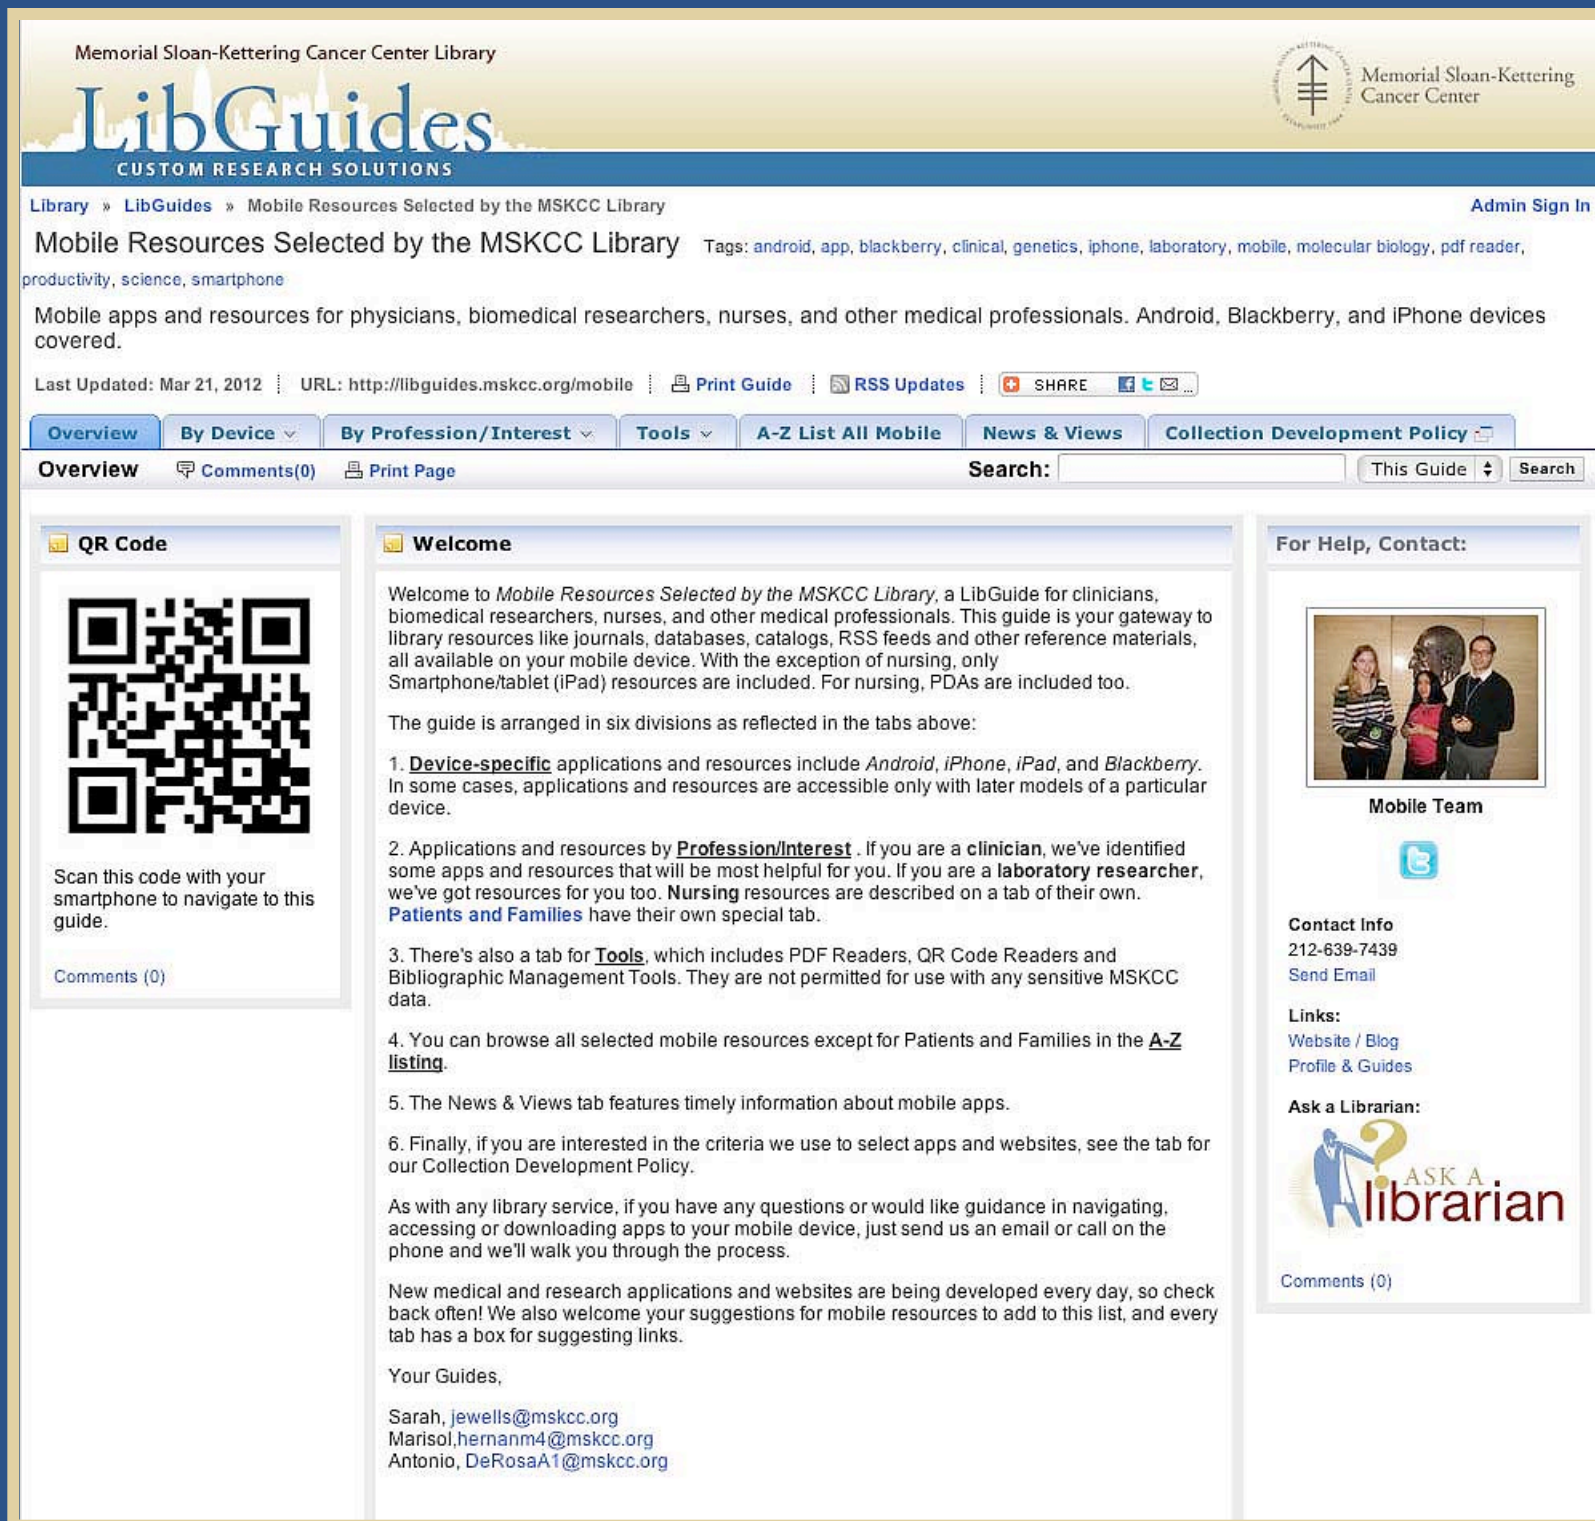 Memorial Sloan-Kettering Cancer Center Library
LibGuides
CUSTOM RESEARCH SOLUTIONS
Memorial Sloan-Kettering
Cancer Center
Library » LibGuides » Mobile Resources Selected by the MSKCC Library
Admin Sign In
Mobile Resources Selected by the MSKCC Library Tags: android, app, blackberry, clinical, genetics, iphone, laboratory, mobile, molecular biology, pdf reader,
productivity, science, smartphone
Mobile apps and resources for physicians, biomedical researchers, nurses, and other medical professionals. Android, Blackberry, and iPhone devices
covered.
Last Updated: Mar 21, 2012 URL: http://libguides.mskcc.org/mobile Print Guide RSS Updates SHARE ...
Overview By Device By Profession/Interest Tools A-Z List All Mobile News & Views Collection Development Policy
Overview Comments(0) Print Page Search: This Guide Search
QR Code
Scan this code with your
smartphone to navigate to this
guide.
Comments (0)
Welcome
Welcome to Mobile Resources Selected by the MSKCC Library, a LibGuide for clinicians,
biomedical researchers, nurses, and other medical professionals. This guide is your gateway to
library resources like journals, databases, catalogs, RSS feeds and other reference materials,
all available on your mobile device. With the exception of nursing, only
Smartphone/tablet (iPad) resources are included. For nursing, PDAs are included too.
The guide is arranged in six divisions as reflected in the tabs above:
1. Device-specific applications and resources include Android, iPhone, iPad, and Blackberry.
In some cases, applications and resources are accessible only with later models of a particular
device.
2. Applications and resources by Profession/Interest . If you are a clinician, we've identified
some apps and resources that will be most helpful for you. If you are a laboratory researcher,
we've got resources for you too. Nursing resources are described on a tab of their own.
Patients and Families have their own special tab.
3. There's also a tab for Tools, which includes PDF Readers, QR Code Readers and
Bibliographic Management Tools. They are not permitted for use with any sensitive MSKCC
data.
4. You can browse all selected mobile resources except for Patients and Families in the A-Z
listing.
5. The News & Views tab features timely information about mobile apps.
6. Finally, if you are interested in the criteria we use to select apps and websites, see the tab for
our Collection Development Policy.
As with any library service, if you have any questions or would like guidance in navigating,
accessing or downloading apps to your mobile device, just send us an email or call on the
phone and we'll walk you through the process.
New medical and research applications and websites are being developed every day, so check
back often! We also welcome your suggestions for mobile resources to add to this list, and every
tab has a box for suggesting links.
Your Guides,
Sarah, jewells@mskcc.org
Marisol,hernanm4@mskcc.org
Antonio, DeRosaA1@mskcc.org
For Help, Contact:
Mobile Team
Contact Info
212-639-7439
Send Email
Links:
Website / Blog
Profile & Guides
Ask a Librarian:
ASK A
librarian
Comments (0)